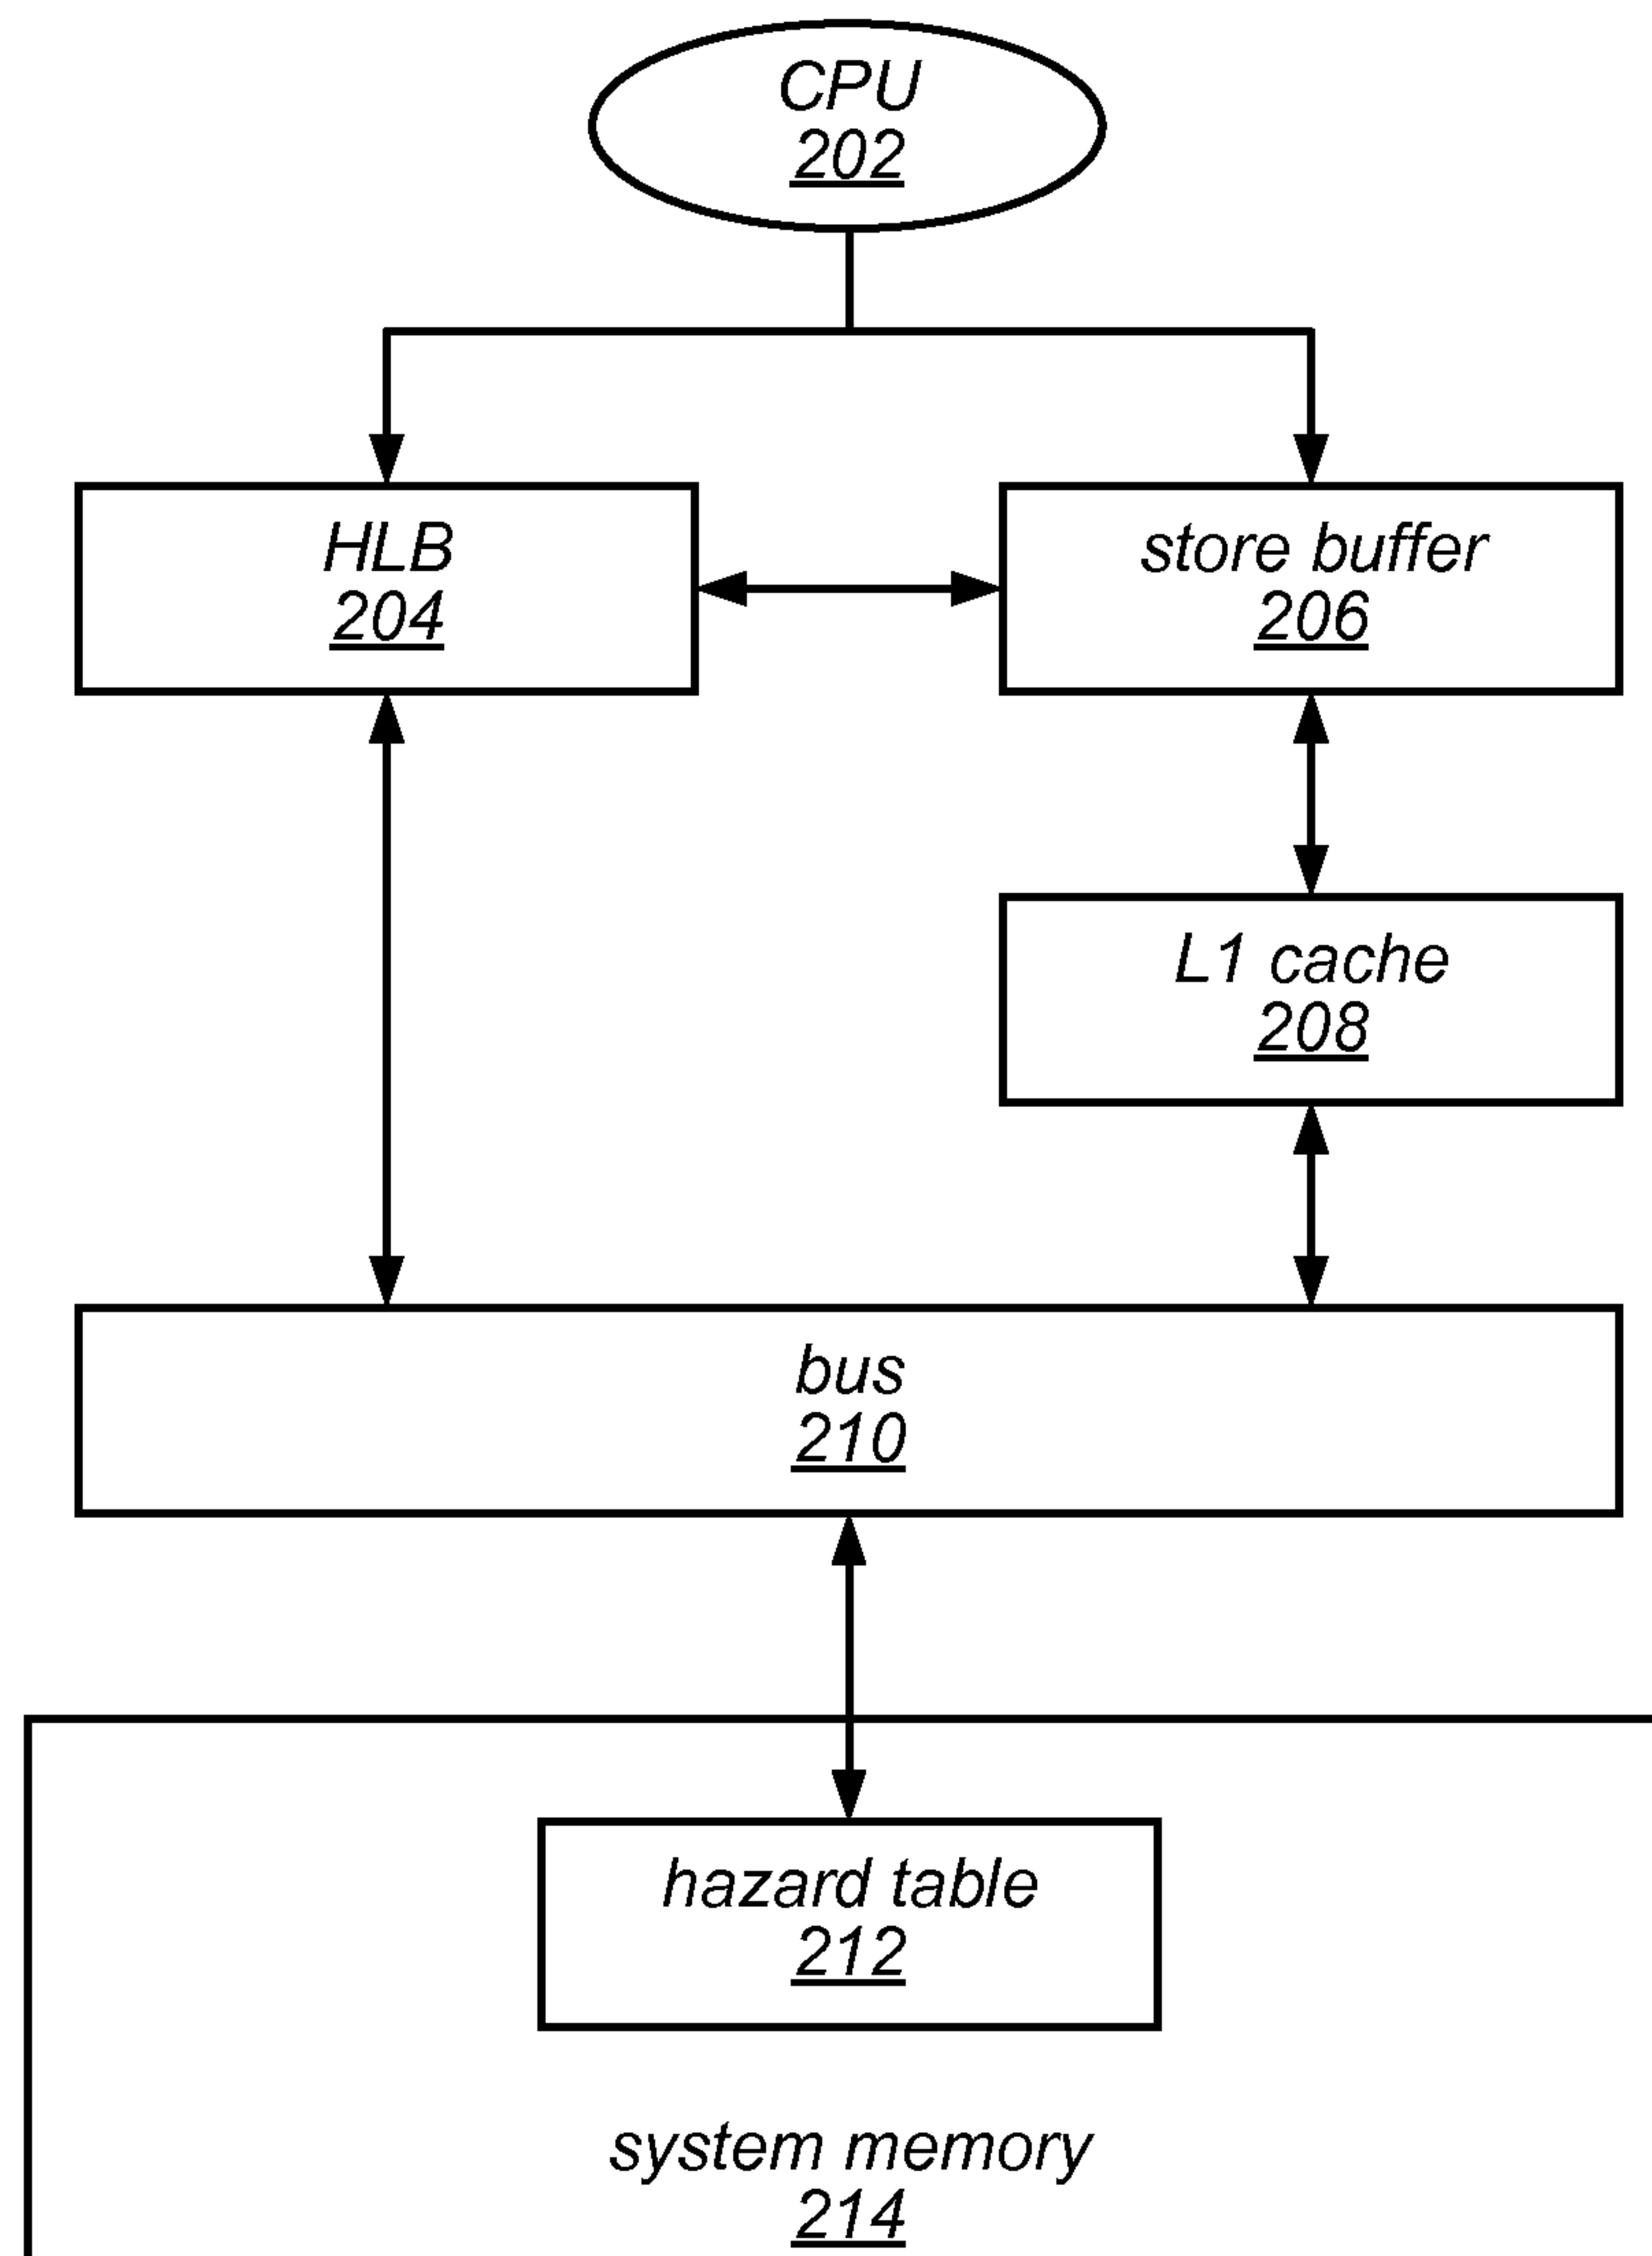 CPU
202
HLB
204
store buffer
206
L1 cache
208
bus
210
hazard table
212
system memory
214